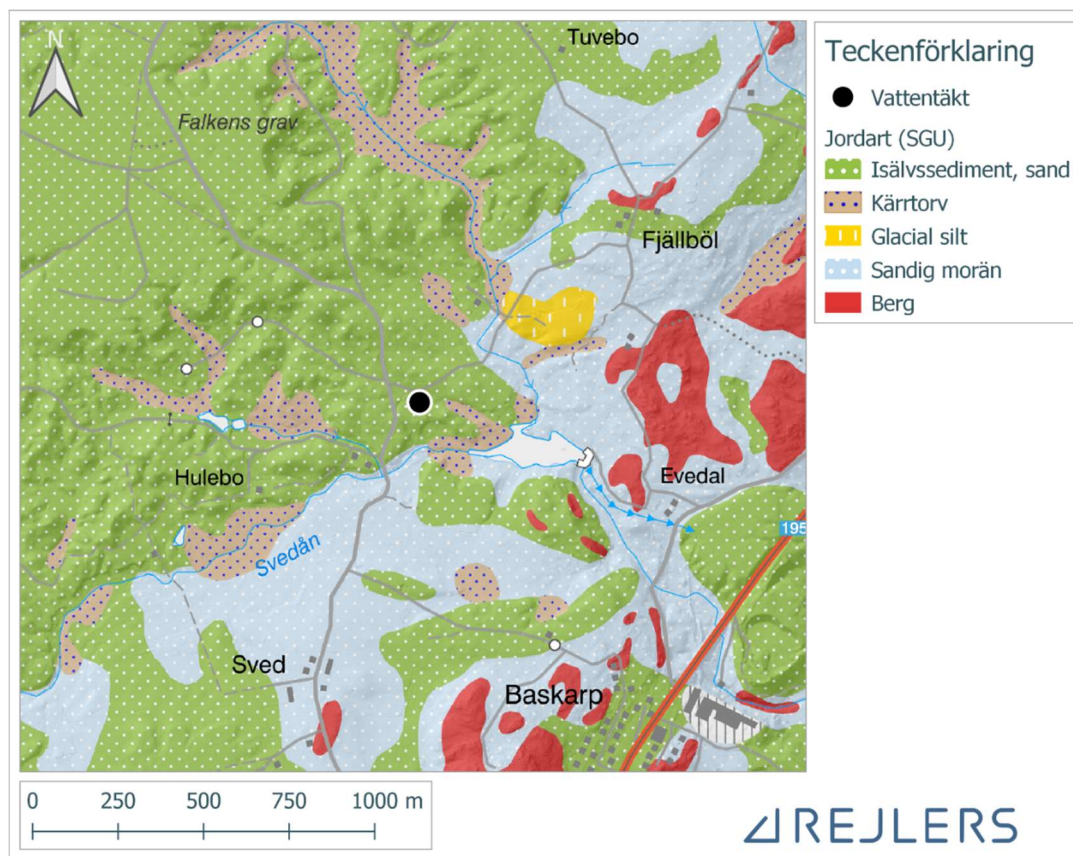 N
Tuvebo
Falkens grav
Fjällböl
Hulebo
Evedal
Svedån
195
Sved
Baskarp
Teckenförklaring
Vattentäkt
Jordart (SGU)
Isälvssediment, sand
Kärrtorv
Glacial silt
Sandig morän
Berg
0 250 500 750 1000 m
REJLERS